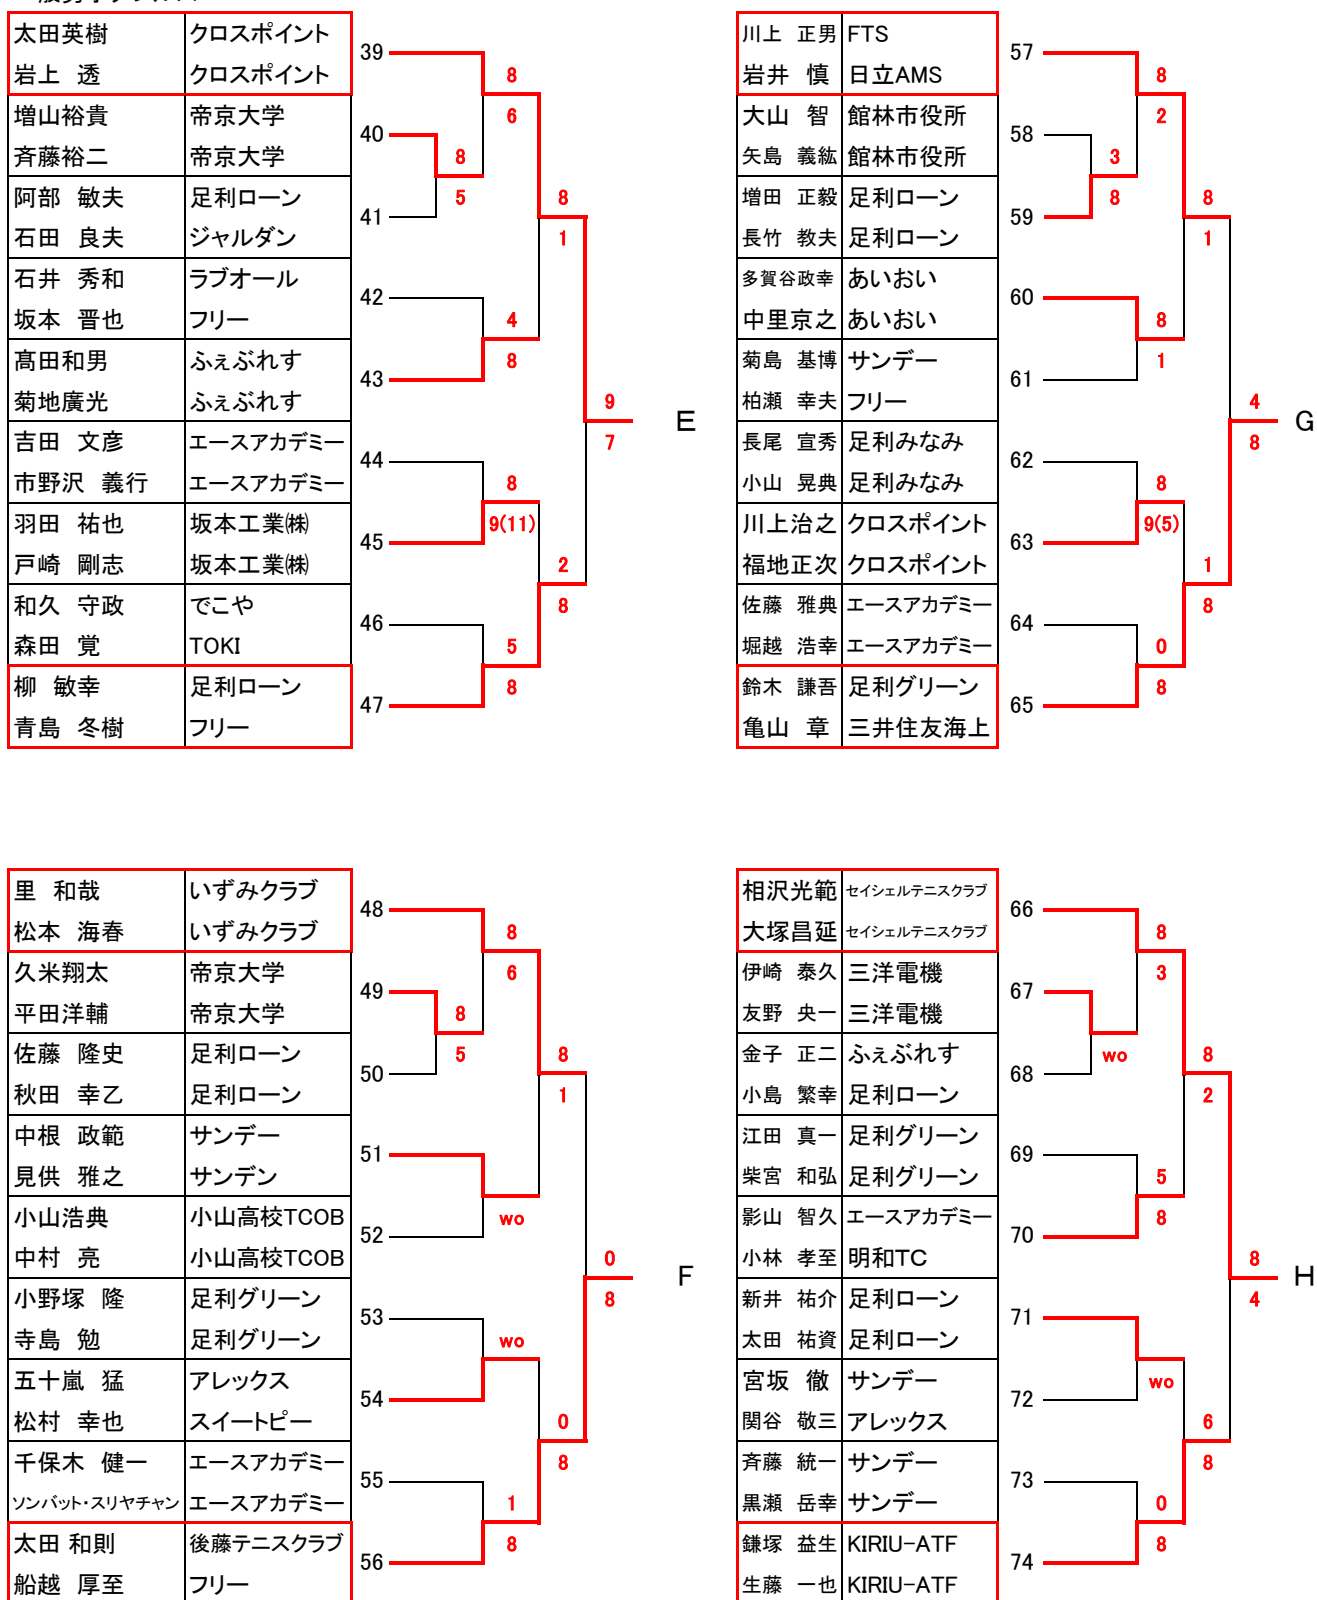 太田英樹 クロスポイント
岩上 透 クロスポイント
39
8
増山裕貴 帝京大学
6
斉藤裕二 帝京大学
40
8
阿部 敏夫 足利ローン
5
8
石田 良夫 ジャルダン
41
1
石井 秀和 ラブオール
坂本 晋也 フリー
42
4
髙田和男 ふぇぶれす
8
菊地廣光 ふぇぶれす
43
9
E
吉田 文彦 エースアカデミー
7
市野沢 義行 エースアカデミー
44
8
羽田 祐也 坂本工業㈱
9(11)
戸崎 剛志 坂本工業㈱
45
2
和久 守政 でこや
8
森田 覚 TOKI
46
5
柳 敏幸 足利ローン
8
青島 冬樹 フリー
47
川上 正男 FTS
岩井 慎 日立AMS
57
8
大山 智 館林市役所
2
矢島 義紘 館林市役所
58
3
増田 正毅 足利ローン
8
8
長竹 教夫 足利ローン
59
1
多賀谷政幸 あいおい
中里京之 あいおい
60
8
菊島 基博 サンデー
1
柏瀬 幸夫 フリー
61
4
G
長尾 宣秀 足利みなみ
8
小山 晃典 足利みなみ
62
8
川上治之 クロスポイント
9(5)
福地正次 クロスポイント
63
1
佐藤 雅典 エースアカデミー
8
堀越 浩幸 エースアカデミー
64
0
鈴木 謙吾 足利グリーン
8
亀山 章 三井住友海上
65
里 和哉 いずみクラブ
松本 海春 いずみクラブ
48
8
久米翔太 帝京大学
6
平田洋輔 帝京大学
49
8
佐藤 隆史 足利ローン
5
8
秋田 幸乙 足利ローン
50
1
中根 政範 サンデー
見供 雅之 サンデン
51
小山浩典 小山高校TCOB
wo
中村 亮 小山高校TCOB
52
0
F
小野塚 隆 足利グリーン
8
寺島 勉 足利グリーン
53
wo
五十嵐 猛 アレックス
松村 幸也 スイートピー
54
0
千保木 健一 エースアカデミー
8
ソンバット・スリヤチャン エースアカデミー
55
1
太田 和則 後藤テニスクラブ
8
船越 厚至 フリー
56
相沢光範 セイシェルテニスクラブ
大塚昌延 セイシェルテニスクラブ
66
8
伊崎 泰久 三洋電機
3
友野 央一 三洋電機
67
金子 正二 ふぇぶれす
wo
8
小島 繁幸 足利ローン
68
2
江田 真一 足利グリーン
柴宮 和弘 足利グリーン
69
5
影山 智久 エースアカデミー
8
小林 孝至 明和TC
70
8
H
新井 祐介 足利ローン
4
太田 祐資 足利ローン
71
宮坂 徹 サンデー
wo
関谷 敬三 アレックス
72
6
斉藤 統一 サンデー
8
黒瀬 岳幸 サンデー
73
0
鎌塚 益生 KIRIU-ATF
8
生藤 一也 KIRIU-ATF
74